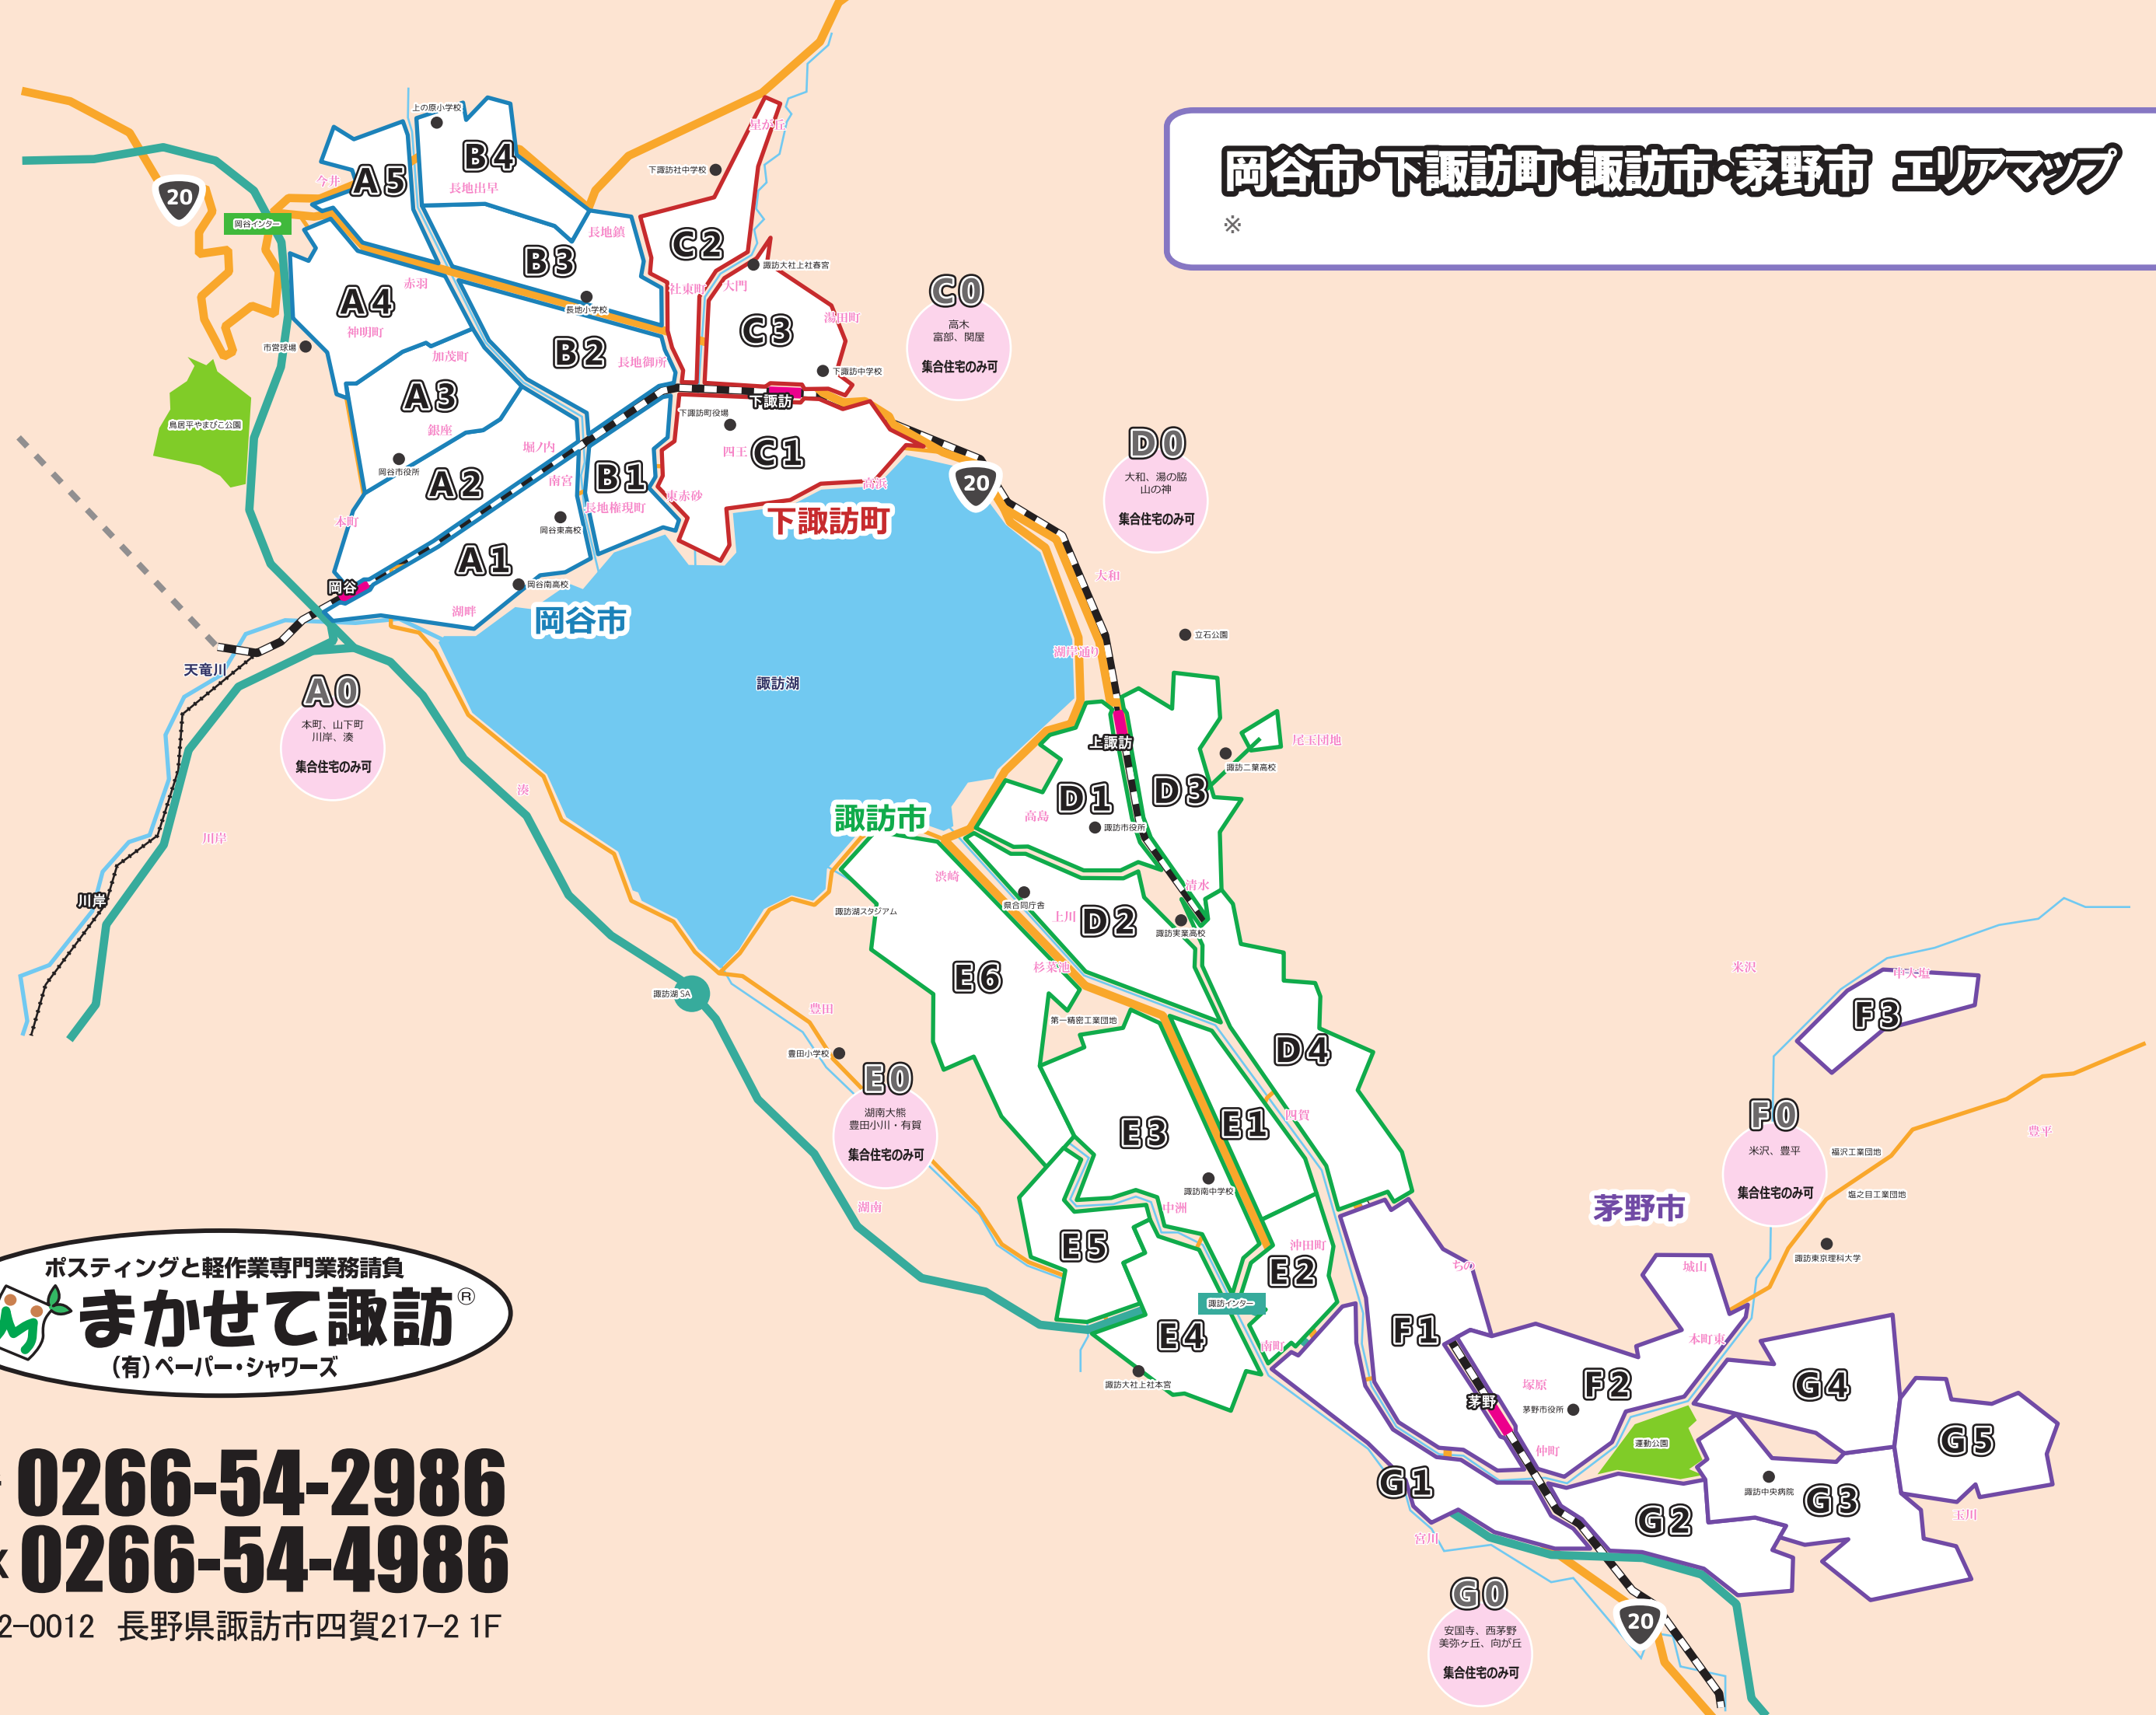 岡谷市・下諏訪町・諏訪市・茅野市 エリアマップ
※
上の原小学校
B4
A5
今井
長地出早
20
岡谷インター
星が丘
下諏訪社中学校
C2
長地鎮
B3
諏訪大社上社春宮
社東町
大門
赤羽
A4
長地小学校
神明町
湯田町
C3
市営球場
加茂町
B2
長地御所
下諏訪中学校
C0
高木
富部、関屋
集合住宅のみ可
A3
下諏訪
鳥居平やまびこ公園
銀座
下諏訪町役場
堀ノ内
四王
C1
岡谷市役所
A2
南宮
B1
高浜
長地権現町
東赤砂
本町
岡谷東高校
下諏訪町
20
D0
大和、湯の脇
山の神
集合住宅のみ可
A1
岡谷
岡谷南高校
湖畔
岡谷市
大和
立石公園
湖岸通り
天竜川
諏訪湖
A0
本町、山下町
川岸、湊
集合住宅のみ可
上諏訪
尾玉団地
諏訪二葉高校
湊
D1
D3
諏訪市
高島
諏訪市役所
川岸
川岸
渋崎
清水
県合同庁舎
諏訪湖スタジアム
上川
D2
諏訪実業高校
杉菜池
E6
諏訪湖 SA
豊田
第一精密工業団地
豊田小学校
D4
E0
湖南大熊
豊田小川・有賀
集合住宅のみ可
E3
E1
四賀
諏訪南中学校
湖南
中洲
E5
沖田町
E2
諏訪インター
E4
南町
諏訪大社上社本宮
米沢
中大塩
F3
F0
米沢、豊平
集合住宅のみ可
豊平
福沢工業団地
塩之目工業団地
茅野市
諏訪東京理科大学
ちの
城山
F1
本町東
塚原
F2
G4
茅野
茅野市役所
仲町
運動公園
G5
G1
諏訪中央病院
G3
玉川
G2
宮川
G0
安国寺、西茅野
美弥ヶ丘、向が丘
集合住宅のみ可
20
ポスティングと軽作業専門業務請負
まかせて諏訪®
(有)ペーパー・シャワーズ
0266-54-2986
0266-54-4986
2-0012 長野県諏訪市四賀217-2 1F